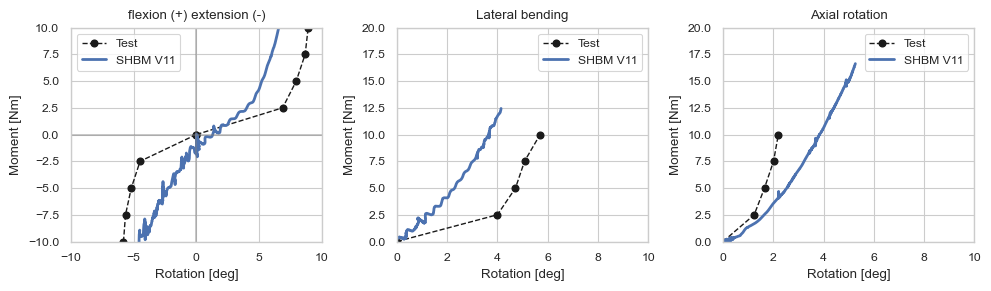 flexion (+) extension (-)
Moment [Nm]
10.0
7.5
5.0
2.5
0.0
−2.5
−5.0
−7.5
−10.0
Test
SHBM V11
−10 −5 0 5 10
Rotation [deg]
Lateral bending
Moment [Nm]
20.0
17.5
15.0
12.5
10.0
7.5
5.0
2.5
0.0
Test
SHBM V11
0 2 4 6 8 10
Rotation [deg]
Axial rotation
Moment [Nm]
20.0
17.5
15.0
12.5
10.0
7.5
5.0
2.5
0.0
Test
SHBM V11
0 2 4 6 8 10
Rotation [deg]